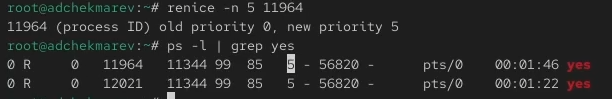 root@adchekmarev:~# renice -n 5 11964
11964 (process ID) old priority 0, new priority 5
root@adchekmarev:~# ps -l | grep yes
0 R     0   11964   11344 99  85   5 - 56820 -      pts/0    00:01:46 yes
0 R     0   12021   11344 99  85   5 - 56820 -      pts/0    00:01:22 yes
root@adchekmarev:~#